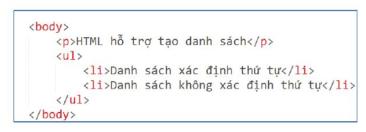 <body>
<p>HTML hỗ trợ tạo danh sách</p>
<ul>
<li>Danh sách xác định thứ tự</li>
<li>Danh sách không xác định thứ tự</li>
</ul>
</body>